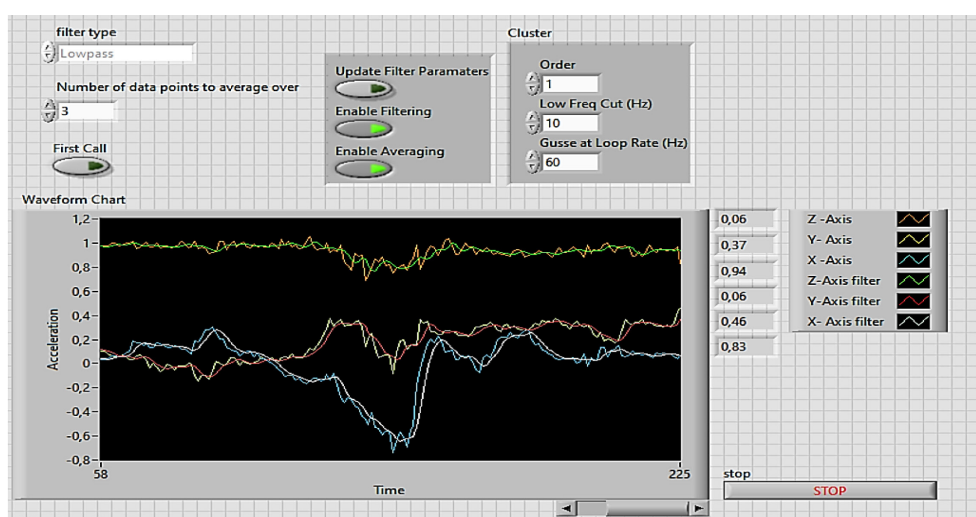 filter type
Lowpass
Number of data points to average over
3
First Call
Update Filter Paramaters
Enable Filtering
Enable Averaging
Cluster
Order
1
Low Freq Cut (Hz)
10
Gusse at Loop Rate (Hz)
60
Waveform Chart
1,2
1
0,8
0,6
0,4
0,2
0
-0,2
-0,4
-0,6
-0,8
Acceleration
58
225
Time
0,06
0,37
0,94
0,06
0,46
0,83
Z -Axis
Y- Axis
X -Axis
Z-Axis filter
Y-Axis filter
X- Axis filter
stop
STOP